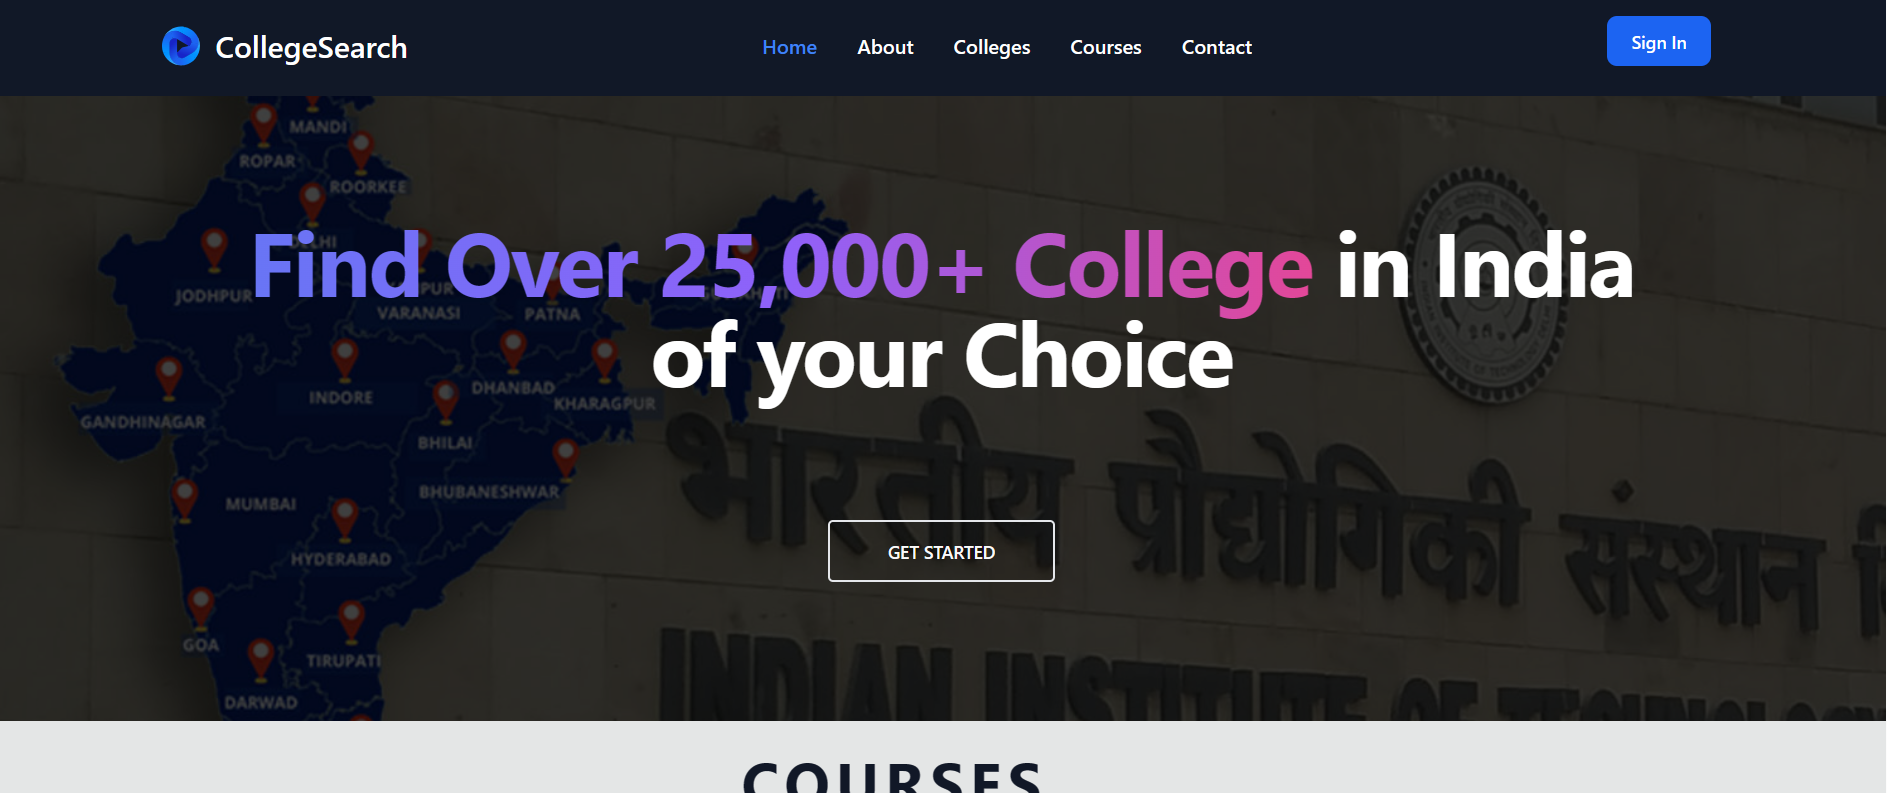 CollegeSearch
Home About Colleges Courses Contact
Sign In
MANDI
ROPAR
ROORKEE
DELHI
Find Over 25,000+ College in India
JODHPUR
VARANASI
PATNA
of your Choice
DHANBAD
INDORE
KHARAGPUR
GANDHINAGAR
BHILAI
भारतीय प्रौद्योगिकी संस्थान
BHUBANESHWAR
MUMBAI
GET STARTED
HYDERABAD
GOA
TIRUPATI
INDIAN INSTITUTE OF
DARWAD
COURSES